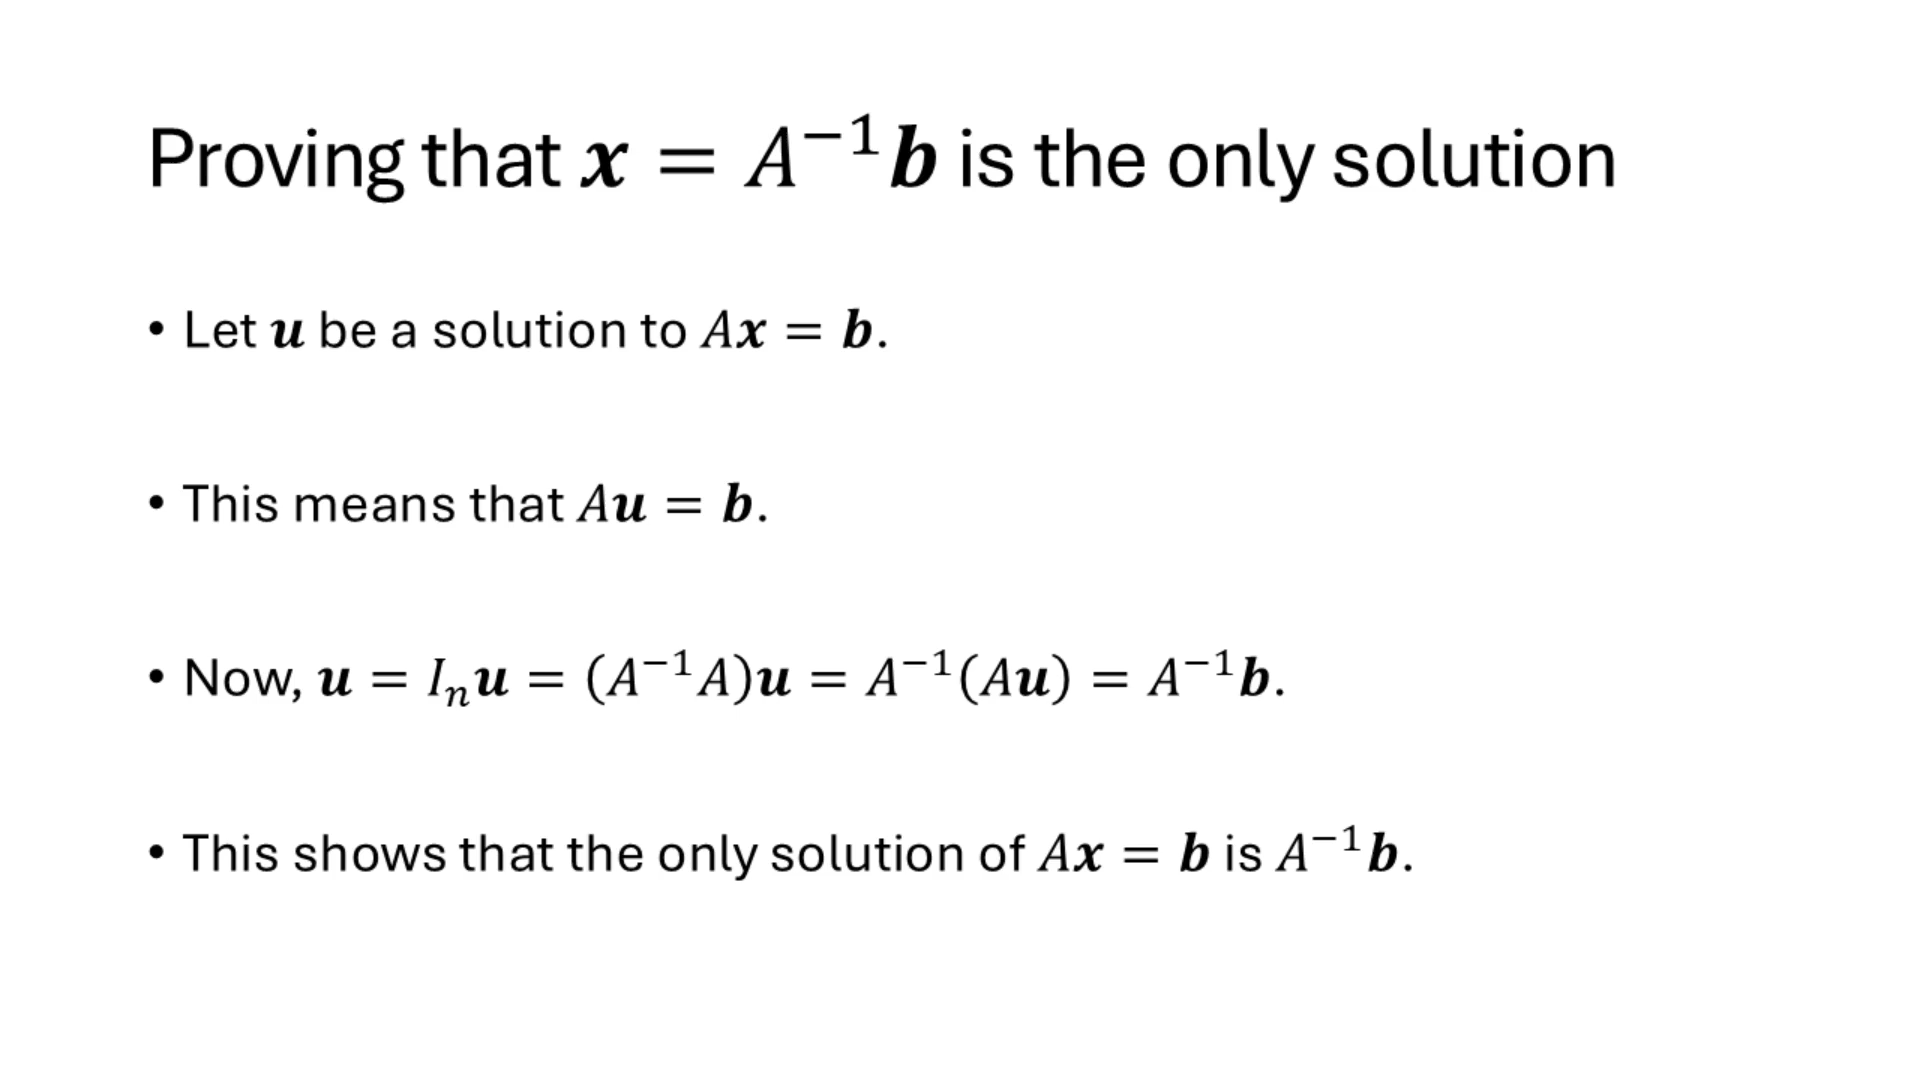 Proving that 𝒙 = 𝐴⁻¹𝒃 is the only solution
• Let 𝒖 be a solution to 𝐴𝒙 = 𝒃.
• This means that 𝐴𝒖 = 𝒃.
• Now, 𝒖 = 𝐼ₙ𝒖 = (𝐴⁻¹𝐴)𝒖 = 𝐴⁻¹(𝐴𝒖) = 𝐴⁻¹𝒃.
• This shows that the only solution of 𝐴𝒙 = 𝒃 is 𝐴⁻¹𝒃.